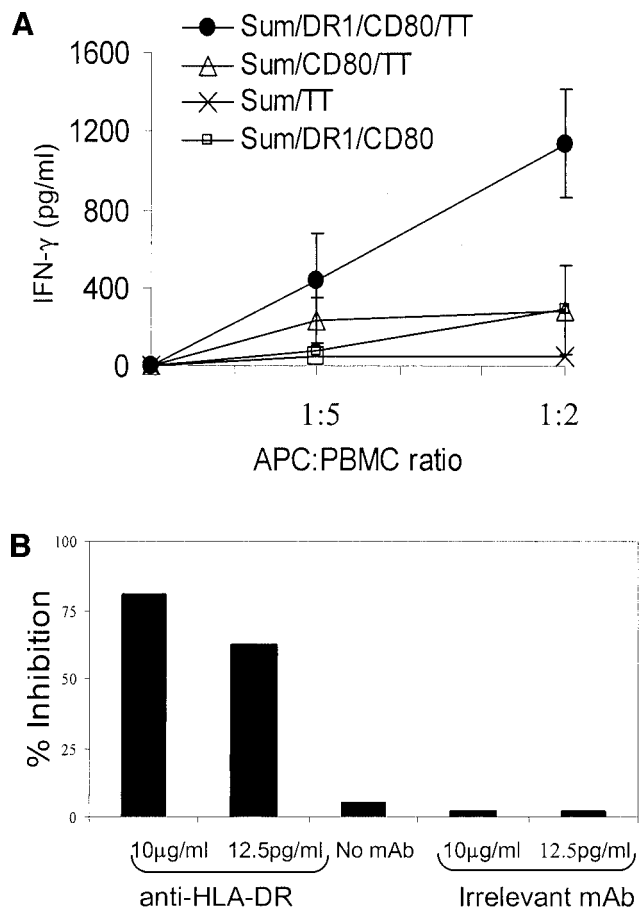 A
Sum/DR1/CD80/TT
Sum/CD80/TT
Sum/TT
Sum/DR1/CD80
1600
1200
800
400
0
IFN-γ (pg/ml)
1:5 1:2
APC:PBMC ratio
B
100
75
50
25
0
% Inhibition
10μg/ml 12.5pg/ml No mAb 10μg/ml 12.5pg/ml
anti-HLA-DR Irrelevant mAb